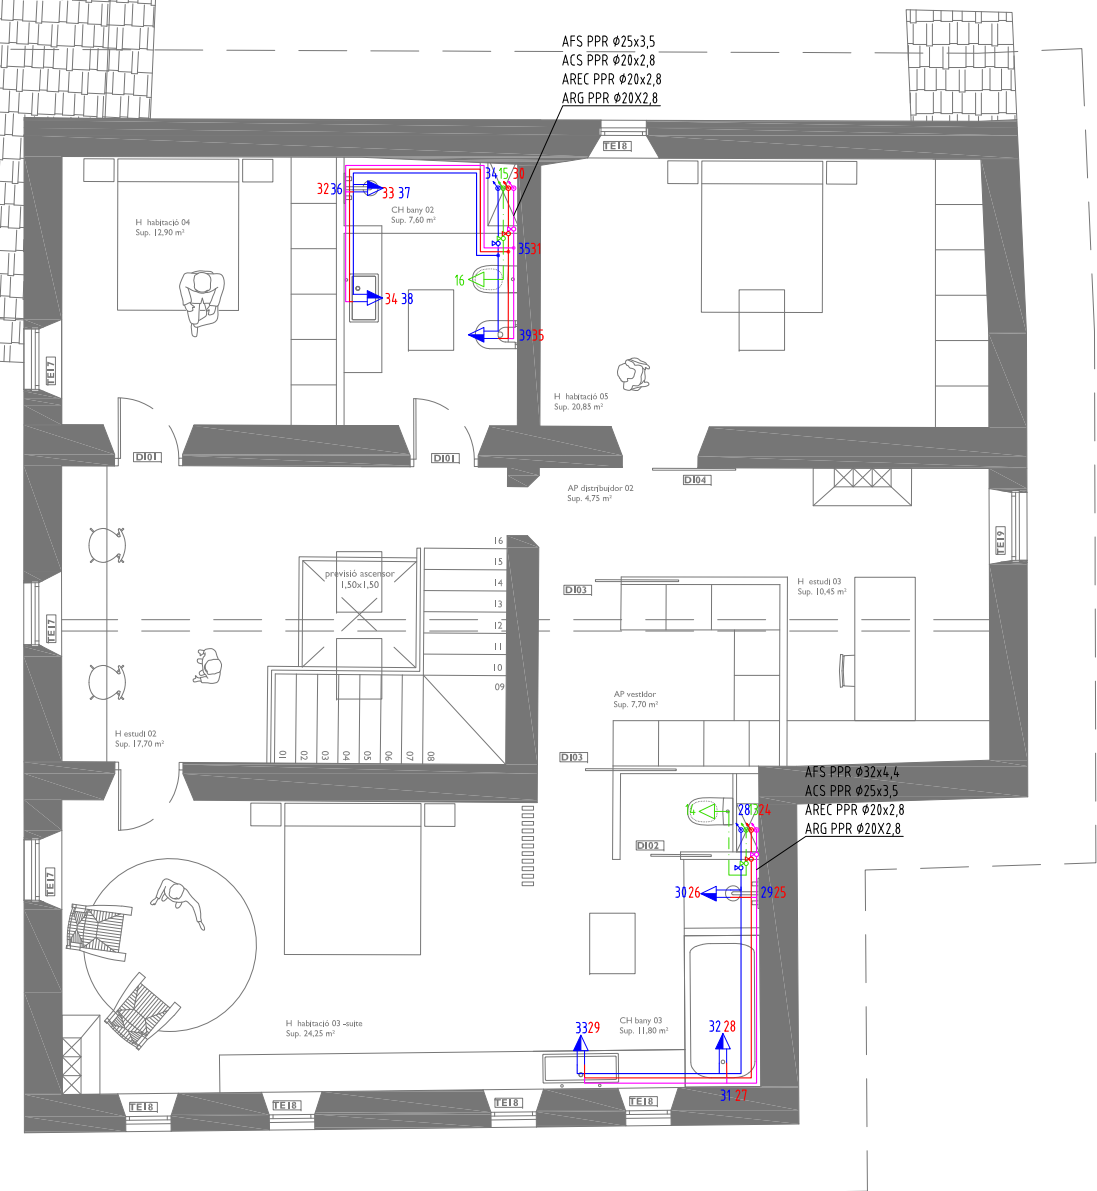 AFS PPR Ø25x3,5
ACS PPR Ø20x2,8
AREC PPR Ø20x2,8
ARG PPR Ø20X2,8
TE18
34 15 30
32 36
33 37
CH bany 02
Sup. 7,60 m²
H habitació 04
Sup. 12,90 m²
35 31
16
34 38
39 35
TE17
H habitació 05
Sup. 20,85 m²
DI01
DI01
DI04
AP distribuidor 02
Sup. 4,75 m²
TE19
16
15
14
13
12
11
10
09
previsió ascensor
1,50x1,50
DI03
H estudi 03
Sup. 10,45 m²
TE17
AP vestidor
Sup. 7,70 m²
H estudi 02
Sup. 17,70 m²
01
02
03
04
05
06
07
08
DI03
AFS PPR Ø32x4,4
ACS PPR Ø25x3,5
AREC PPR Ø20x2,8
ARG PPR Ø20X2,8
14
28 24
DI02
TE17
30 26
29 25
H habitació 03 -suite
Sup. 24,25 m²
CH bany 03
Sup. 11,80 m²
33 29
32 28
31 27
TE18
TE18
TE18
TE18